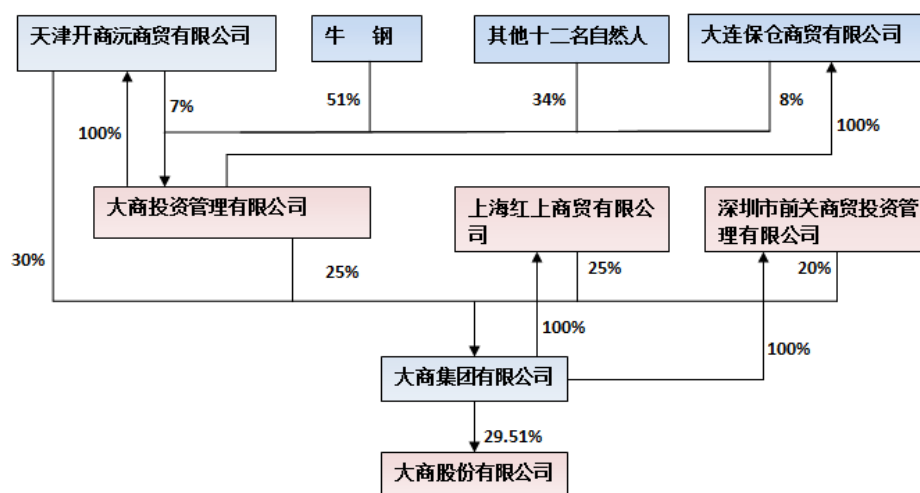 天津开商沅商贸有限公司
牛 钢
其他十二名自然人
大连保仓商贸有限公司
7%
51%
34%
8%
100%
100%
大商投资管理有限公司
上海红上商贸有限公
司
深圳市前关商贸投资管
理有限公司
30%
25%
25%
20%
100%
100%
大商集团有限公司
29.51%
大商股份有限公司